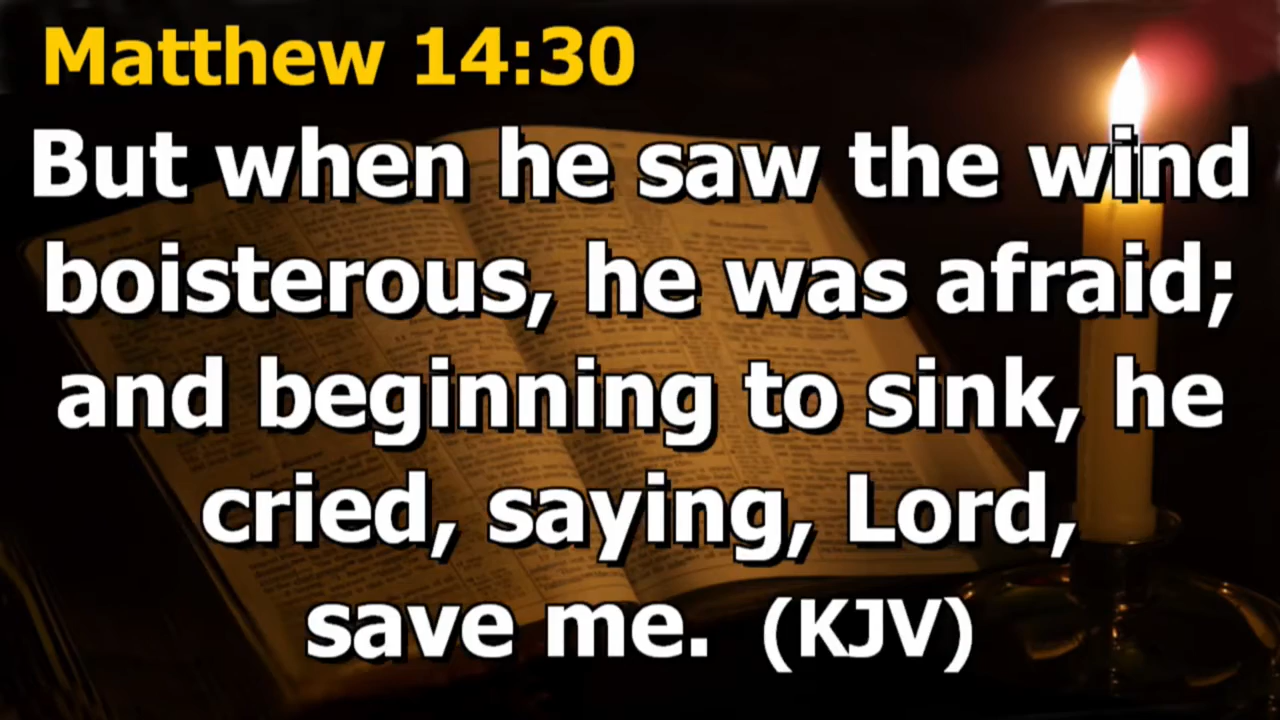 Matthew 14:30
But when he saw the wind
boisterous, he was afraid;
and beginning to sink, he
cried, saying, Lord,
save me. (KJV)